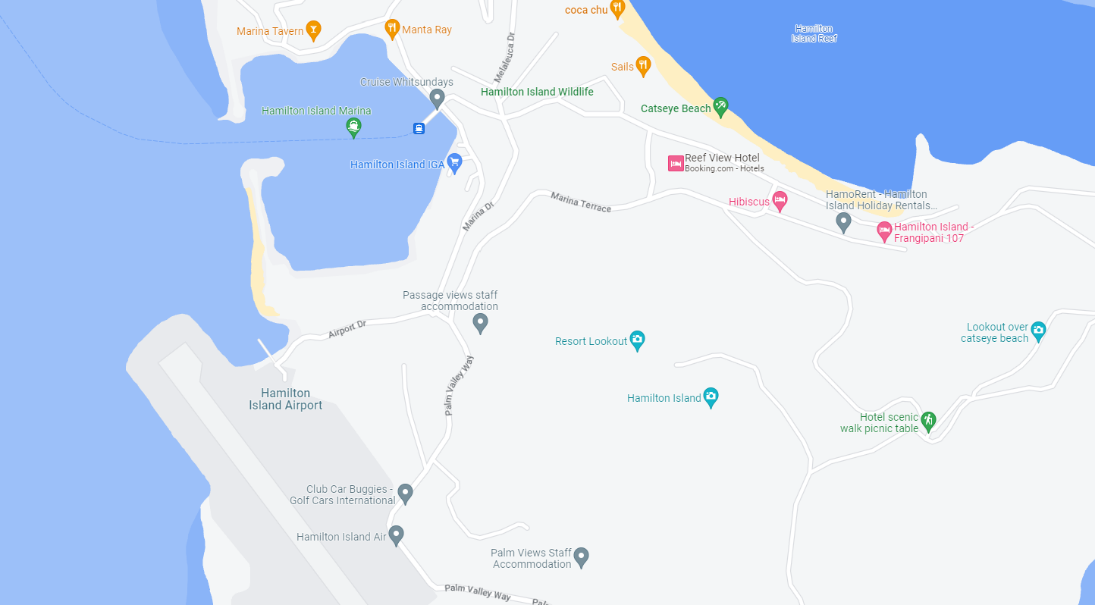 coca chu
Marina Tavern
Manta Ray
Hamilton
Island Reef
Melaleuca Dr
Sails
Cruise Whitsundays
Hamilton Island Wildlife
Catseye Beach
Hamilton Island Marina
Hamilton Island IGA
Reef View Hotel
Booking.com - Hotels
Marina Terrace
Hibiscus
HamoRent - Hamilton
Island Holiday Rentals...
Marina Dr
Hamilton Island -
Frangipani 107
Passage views staff
accommodation
Airport Dr
Resort Lookout
Lookout over
catseye beach
Palm Valley Way
Hamilton
Island Airport
Hamilton Island
Hotel scenic
walk picnic table
Club Car Buggies -
Golf Cars International
Hamilton Island Air
Palm Views Staff
Accommodation
Palm Valley Way
Palm